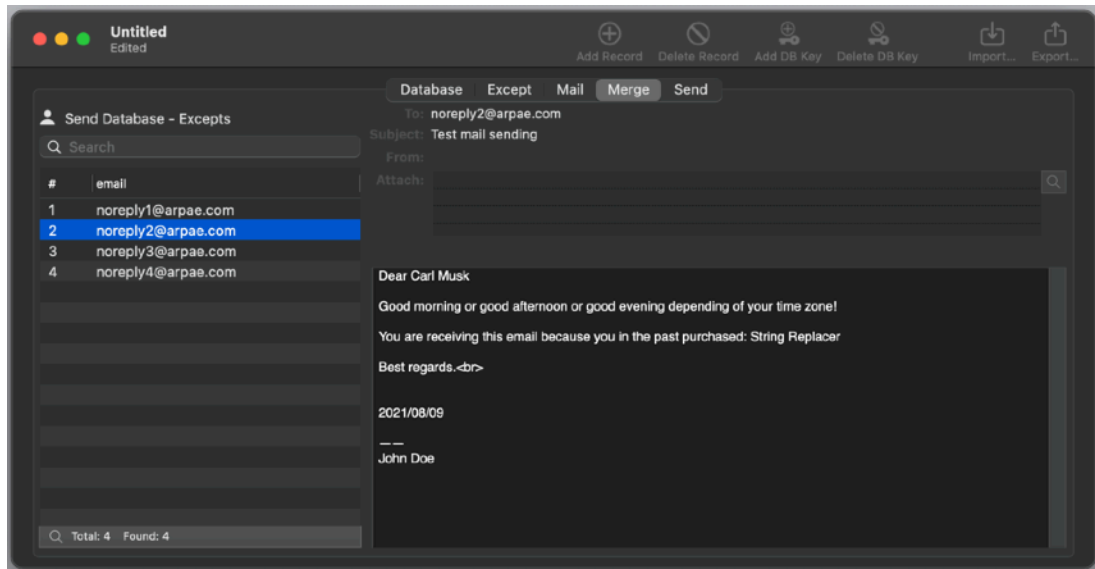 Untitled
Edited
Add Record Delete Record Add DB Key Delete DB Key Import... Export...
Database Except Mail Merge Send
Send Database - Excepts
Search
# email
1 noreply1@arpae.com
2 noreply2@arpae.com
3 noreply3@arpae.com
4 noreply4@arpae.com
Total: 4 Found: 4
To: noreply2@arpae.com
Subject: Test mail sending
From:
Attach:
Dear Carl Musk
Good morning or good afternoon or good evening depending of your time zone!
You are receiving this email because you in the past purchased: String Replacer
Best regards.<br>
2021/08/09
——
John Doe